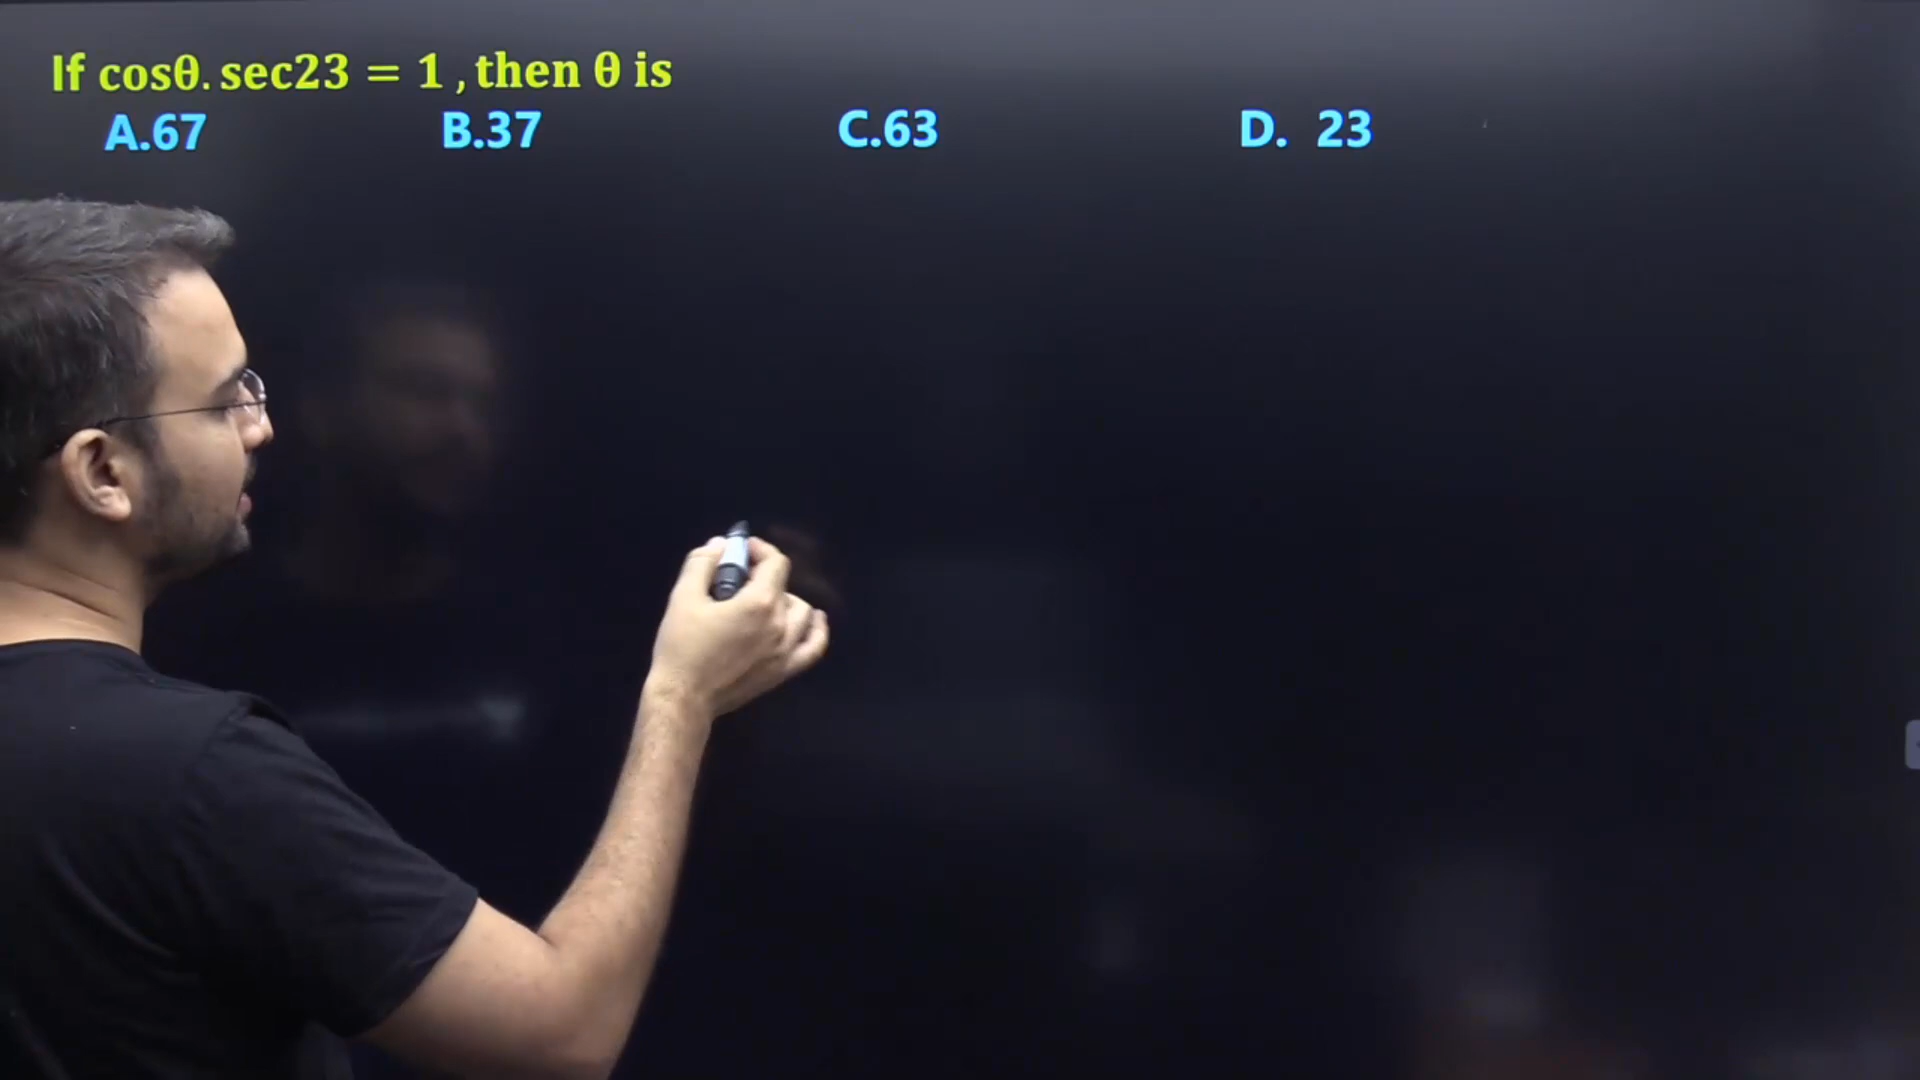 If cosθ. sec23 = 1 , then θ is
A.67 B.37 C.63 D. 23